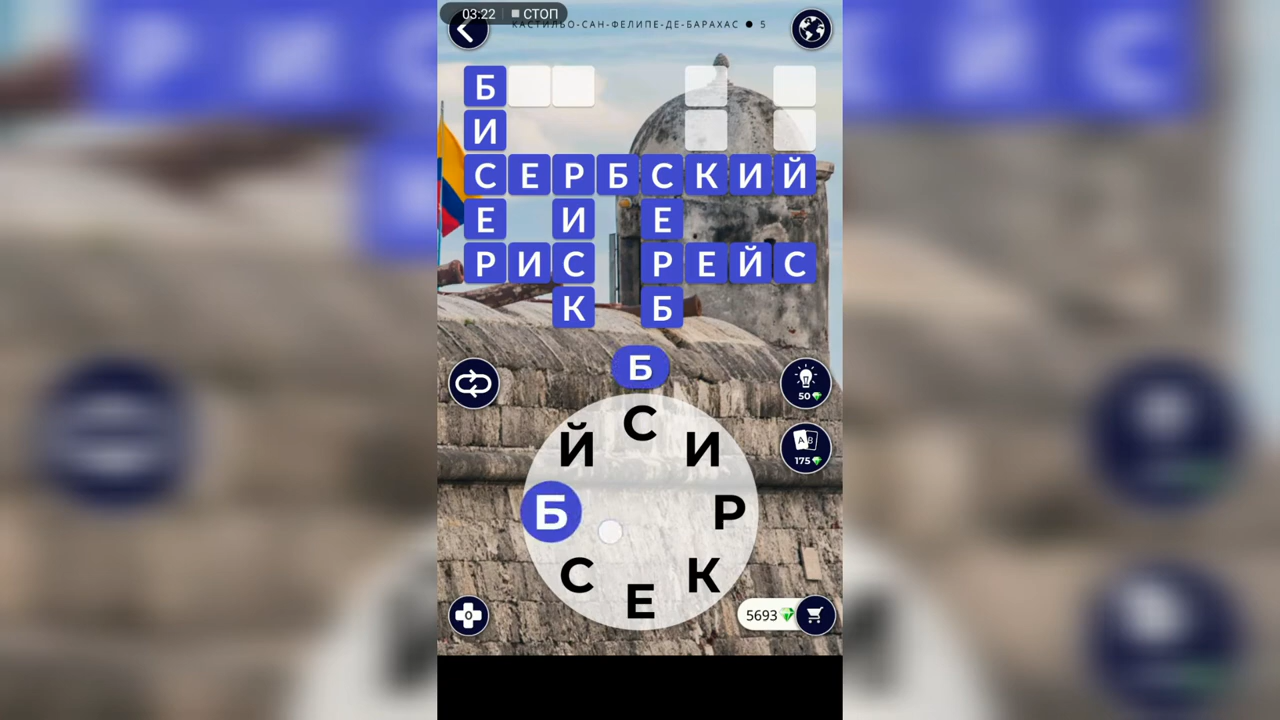 03:22 СТОП
КАСТИЛЬО-САН-ФЕЛИПЕ-ДЕ-БАРАХАС ● 5
Б
И
СЕРБСКИЙ
Е И Е
РИС РЕЙС
К Б
Б
С
Й И
Б Р
С К
Е
50
A B
175
0
5693